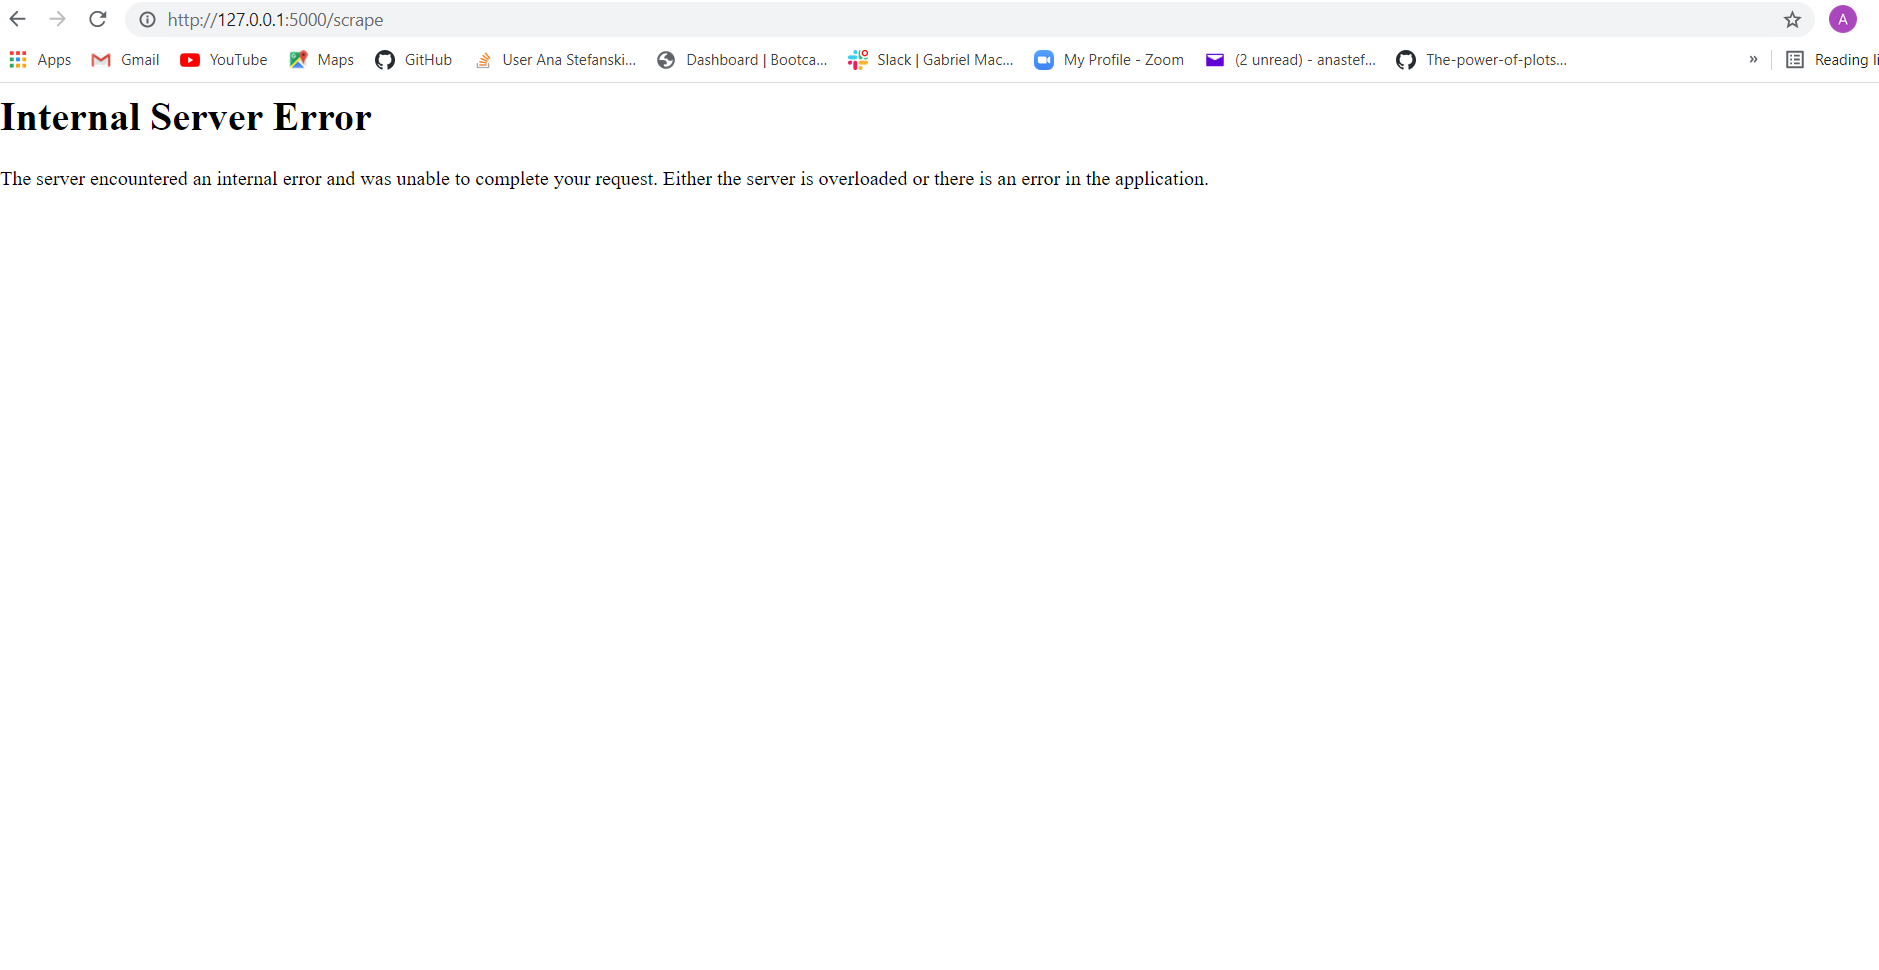 http://127.0.0.1:5000/scrape
A
Apps Gmail YouTube Maps GitHub User Ana Stefanski... Dashboard | Bootca... Slack | Gabriel Mac... My Profile - Zoom (2 unread) - anastef... The-power-of-plots... » Reading li
Internal Server Error
The server encountered an internal error and was unable to complete your request. Either the server is overloaded or there is an error in the application.